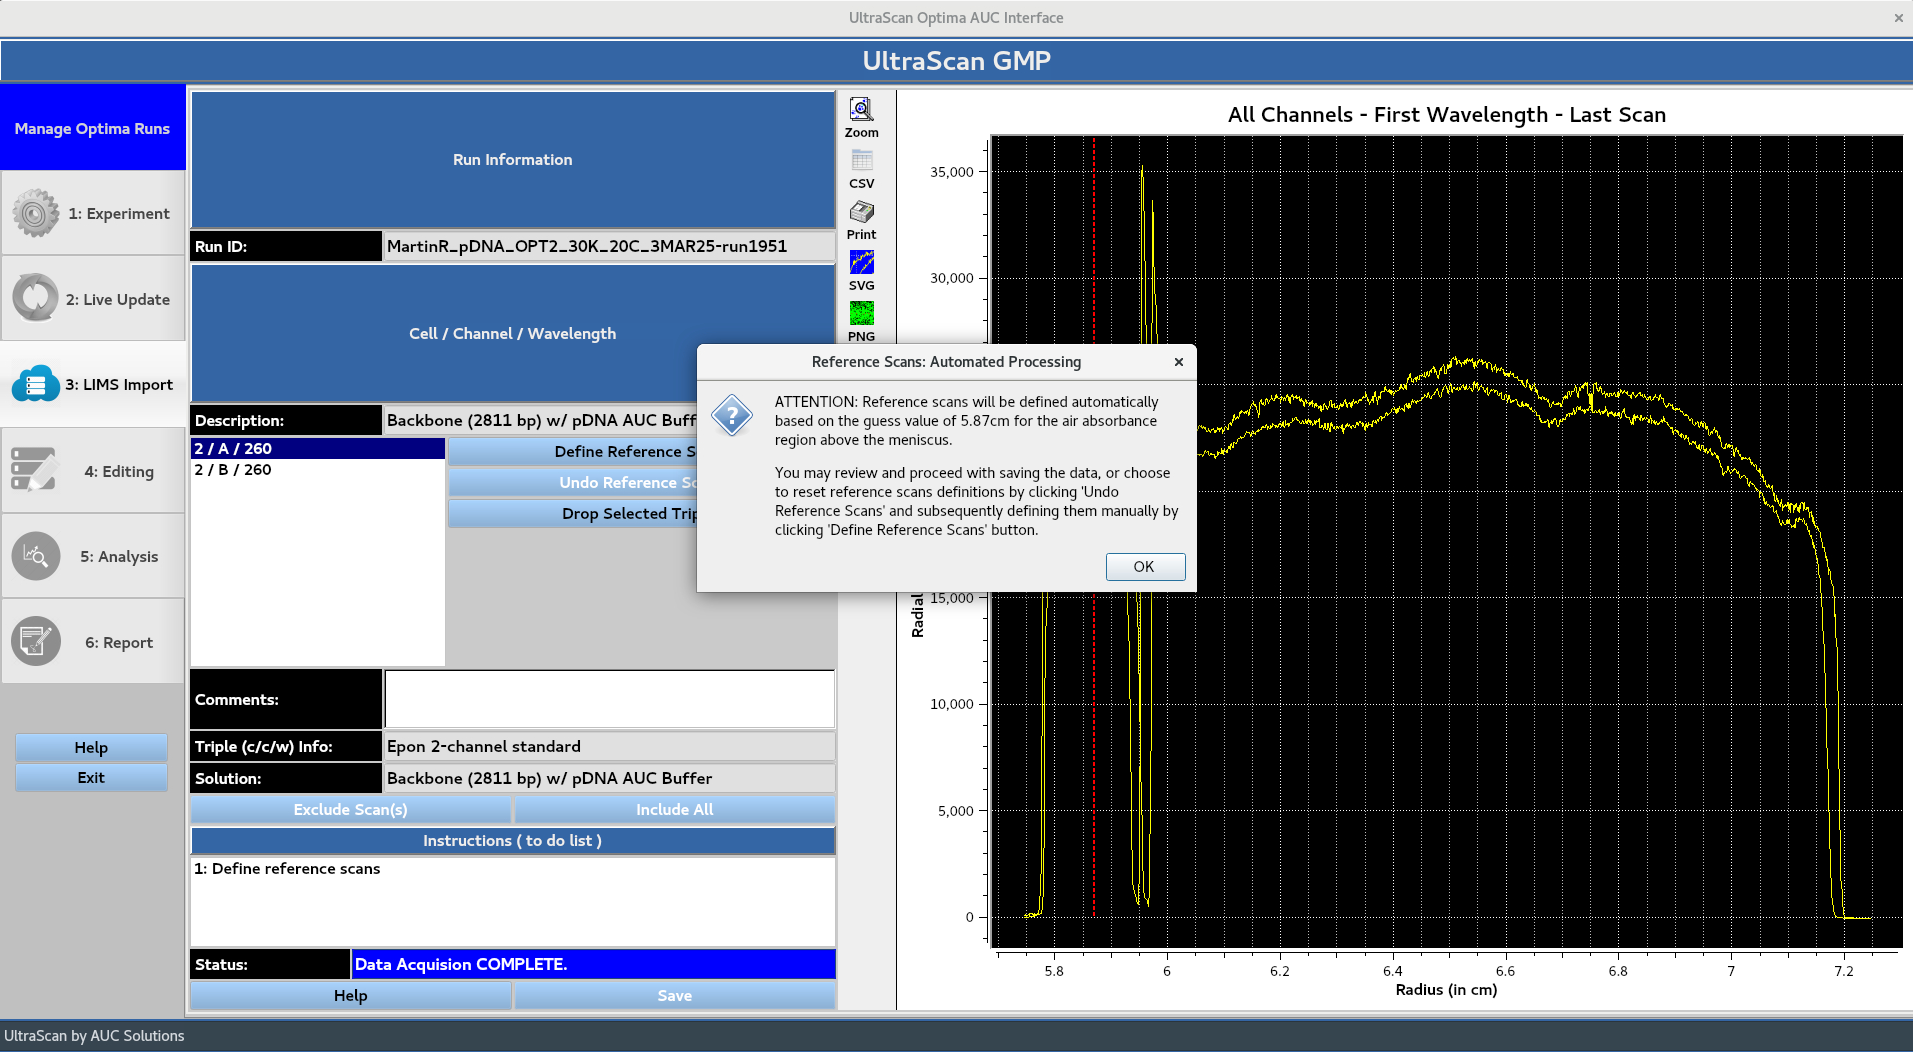 UltraScan Optima AUC Interface
UltraScan GMP
Manage Optima Runs
1: Experiment
2: Live Update
3: LIMS Import
4: Editing
5: Analysis
6: Report
Help
Exit
Run Information
Run ID:
MartinR_pDNA_OPT2_30K_20C_3MAR25-run1951
Cell / Channel / Wavelength
Description:
Backbone (2811 bp) w/ pDNA AUC Buff
2 / A / 260
2 / B / 260
Define Reference S
Undo Reference Sc
Drop Selected Trip
Comments:
Triple (c/c/w) Info:
Epon 2-channel standard
Solution:
Backbone (2811 bp) w/ pDNA AUC Buffer
Exclude Scan(s)
Include All
Instructions ( to do list )
1: Define reference scans
Status:
Data Acquision COMPLETE.
Help
Save
Zoom
CSV
Print
SVG
PNG
Reference Scans: Automated Processing
ATTENTION: Reference scans will be defined automatically
based on the guess value of 5.87cm for the air absorbance
region above the meniscus.
You may review and proceed with saving the data, or choose
to reset reference scans definitions by clicking 'Undo
Reference Scans' and subsequently defining them manually by
clicking 'Define Reference Scans' button.
OK
All Channels - First Wavelength - Last Scan
35,000
30,000
15,000
10,000
5,000
0
Radial
5.8
6
6.2
6.4
6.6
6.8
7
7.2
Radius (in cm)
UltraScan by AUC Solutions